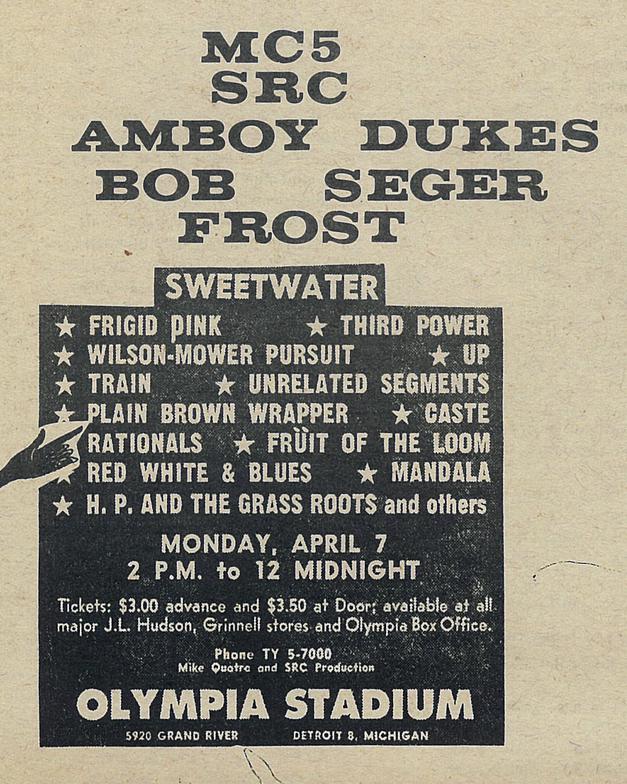 MC5
SRC
AMBOY DUKES
BOB SEGER
FROST
SWEETWATER
★ FRIGID pINK ★ THIRD POWER
★ WILSON-MOWER PURSUIT ★ UP
★ TRAIN ★ UNRELATED SEGMENTS
★ PLAIN BROWN WRAPPER ★ CASTE
RATIONALS ★ FRÜIT OF THE LOOM
★ RED WHITE & BLUES ★ MANDALA
★ H. P. AND THE GRASS ROOTS and others
MONDAY, APRIL 7
2 P.M. to 12 MIDNIGHT
Tickets: $3.00 advance and $3.50 at Door; available at all
major J.L. Hudson, Grinnell stores and Olympia Box Office.
Phone TY 5-7000
Mike Quatro and SRC Production
OLYMPIA STADIUM
5920 GRAND RIVER DETROIT 8, MICHIGAN